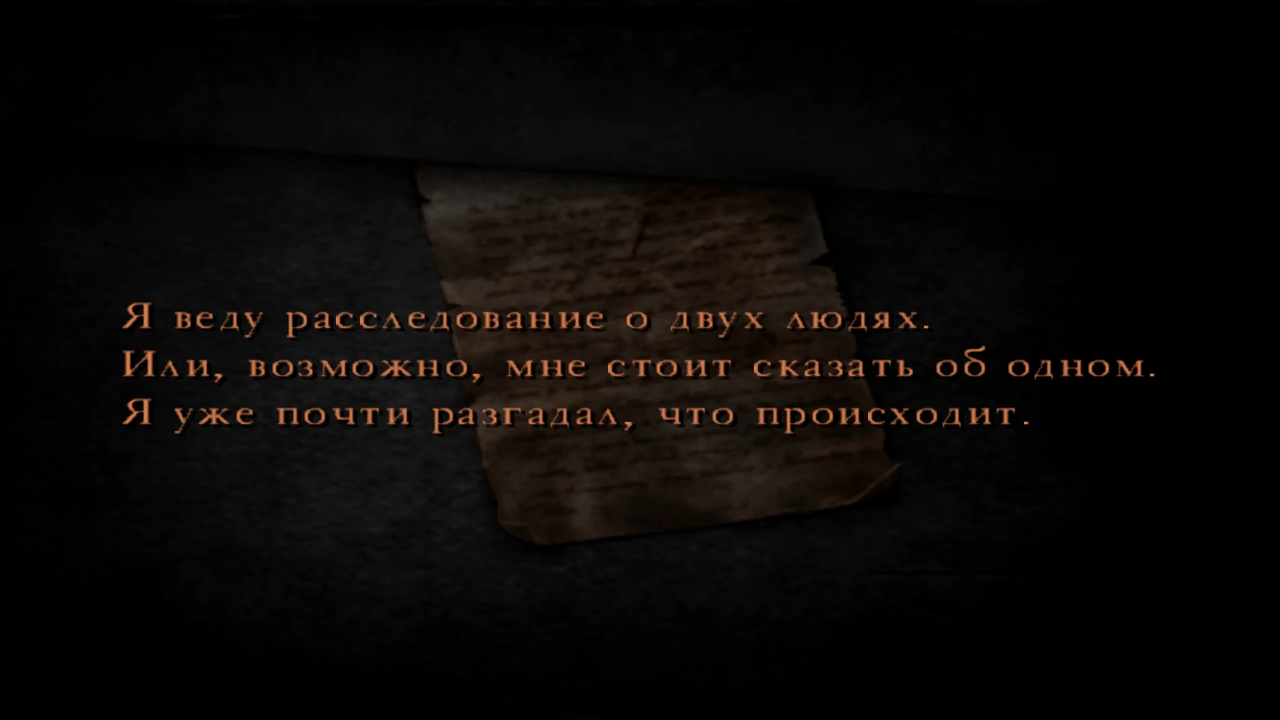 Я веду расследование о двух людях.
Или, возможно, мне стоит сказать об одном.
Я уже почти разгадал, что происходит.